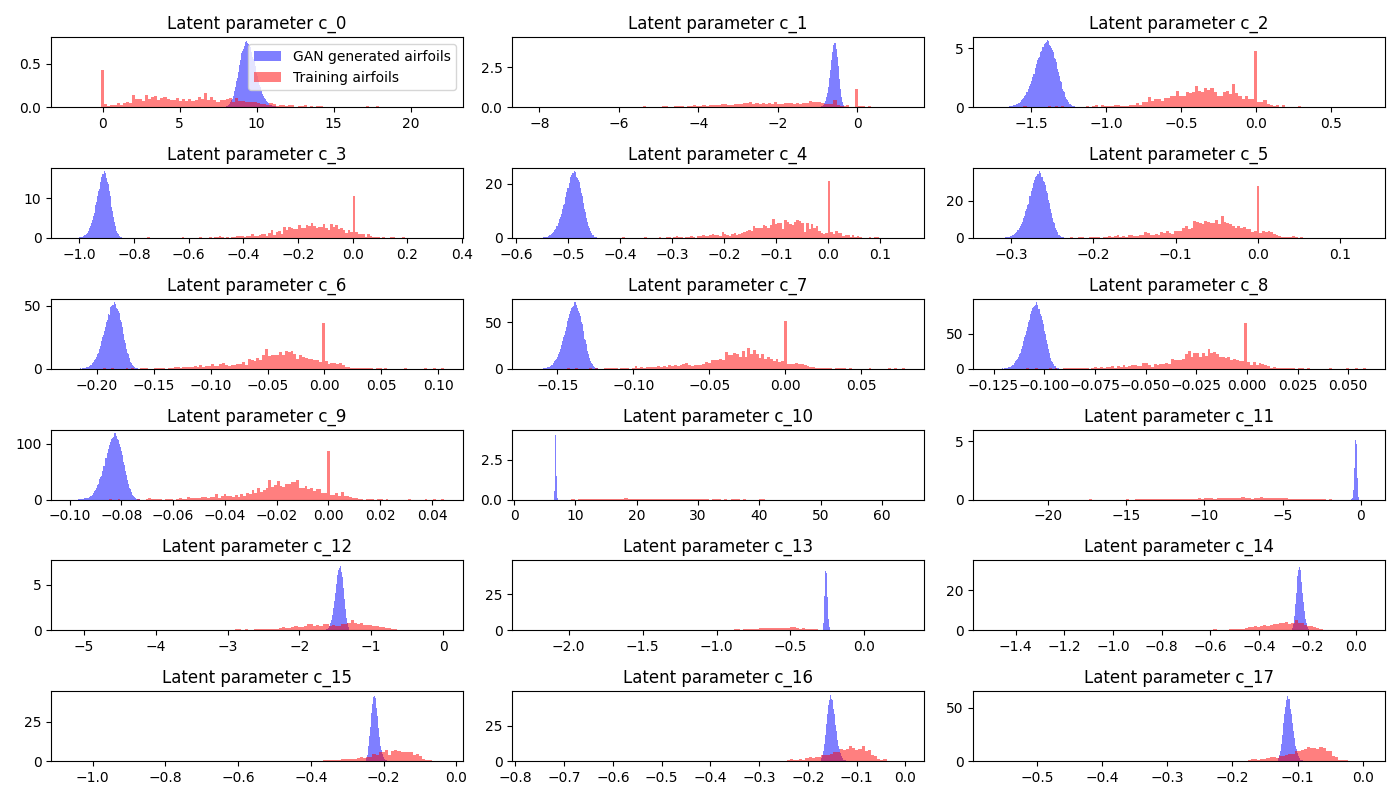 Latent parameter c_0
Latent parameter c_1
Latent parameter c_2
GAN generated airfoils
Training airfoils
0.5
0.0
0 5 10 15 20
2.5
0.0
−8 −6 −4 −2 0
5
0
−1.5 −1.0 −0.5 0.0 0.5
Latent parameter c_3
Latent parameter c_4
Latent parameter c_5
10
0
−1.0 −0.8 −0.6 −0.4 −0.2 0.0 0.2 0.4
20
0
−0.6 −0.5 −0.4 −0.3 −0.2 −0.1 0.0 0.1
20
0
−0.3 −0.2 −0.1 0.0 0.1
Latent parameter c_6
Latent parameter c_7
Latent parameter c_8
50
25
0
−0.20 −0.15 −0.10 −0.05 0.00 0.05 0.10
50
0
−0.15 −0.10 −0.05 0.00 0.05
50
0
−0.125 −0.100 −0.075 −0.050 −0.025 0.000 0.025 0.050
Latent parameter c_9
Latent parameter c_10
Latent parameter c_11
100
0
−0.10 −0.08 −0.06 −0.04 −0.02 0.00 0.02 0.04
2.5
0.0
0 10 20 30 40 50 60
5
0
−20 −15 −10 −5 0
Latent parameter c_12
Latent parameter c_13
Latent parameter c_14
5
0
−5 −4 −3 −2 −1 0
25
0
−2.0 −1.5 −1.0 −0.5 0.0
20
0
−1.4 −1.2 −1.0 −0.8 −0.6 −0.4 −0.2 0.0
Latent parameter c_15
Latent parameter c_16
Latent parameter c_17
25
0
−1.0 −0.8 −0.6 −0.4 −0.2 0.0
25
0
−0.8 −0.7 −0.6 −0.5 −0.4 −0.3 −0.2 −0.1 0.0
50
0
−0.5 −0.4 −0.3 −0.2 −0.1 0.0